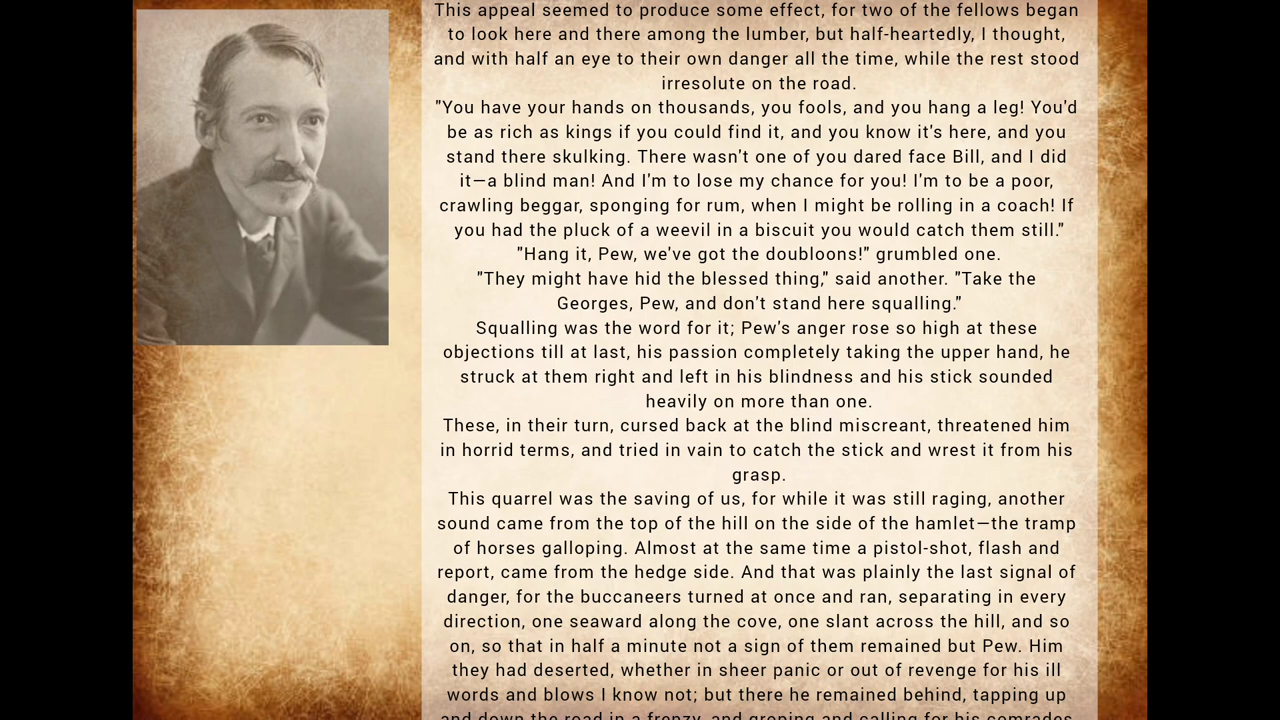 This appeal seemed to produce some effect, for two of the fellows began
to look here and there among the lumber, but half-heartedly, I thought,
and with half an eye to their own danger all the time, while the rest stood
irresolute on the road.
"You have your hands on thousands, you fools, and you hang a leg! You'd
be as rich as kings if you could find it, and you know it's here, and you
stand there skulking. There wasn't one of you dared face Bill, and I did
it—a blind man! And I'm to lose my chance for you! I'm to be a poor,
crawling beggar, sponging for rum, when I might be rolling in a coach! If
you had the pluck of a weevil in a biscuit you would catch them still."
"Hang it, Pew, we've got the doubloons!" grumbled one.
"They might have hid the blessed thing," said another. "Take the
Georges, Pew, and don't stand here squalling."
Squalling was the word for it; Pew's anger rose so high at these
objections till at last, his passion completely taking the upper hand, he
struck at them right and left in his blindness and his stick sounded
heavily on more than one.
These, in their turn, cursed back at the blind miscreant, threatened him
in horrid terms, and tried in vain to catch the stick and wrest it from his
grasp.
This quarrel was the saving of us, for while it was still raging, another
sound came from the top of the hill on the side of the hamlet—the tramp
of horses galloping. Almost at the same time a pistol-shot, flash and
report, came from the hedge side. And that was plainly the last signal of
danger, for the buccaneers turned at once and ran, separating in every
direction, one seaward along the cove, one slant across the hill, and so
on, so that in half a minute not a sign of them remained but Pew. Him
they had deserted, whether in sheer panic or out of revenge for his ill
words and blows I know not; but there he remained behind, tapping up
and down the road in a frenzy, and groping and calling for his comrades.